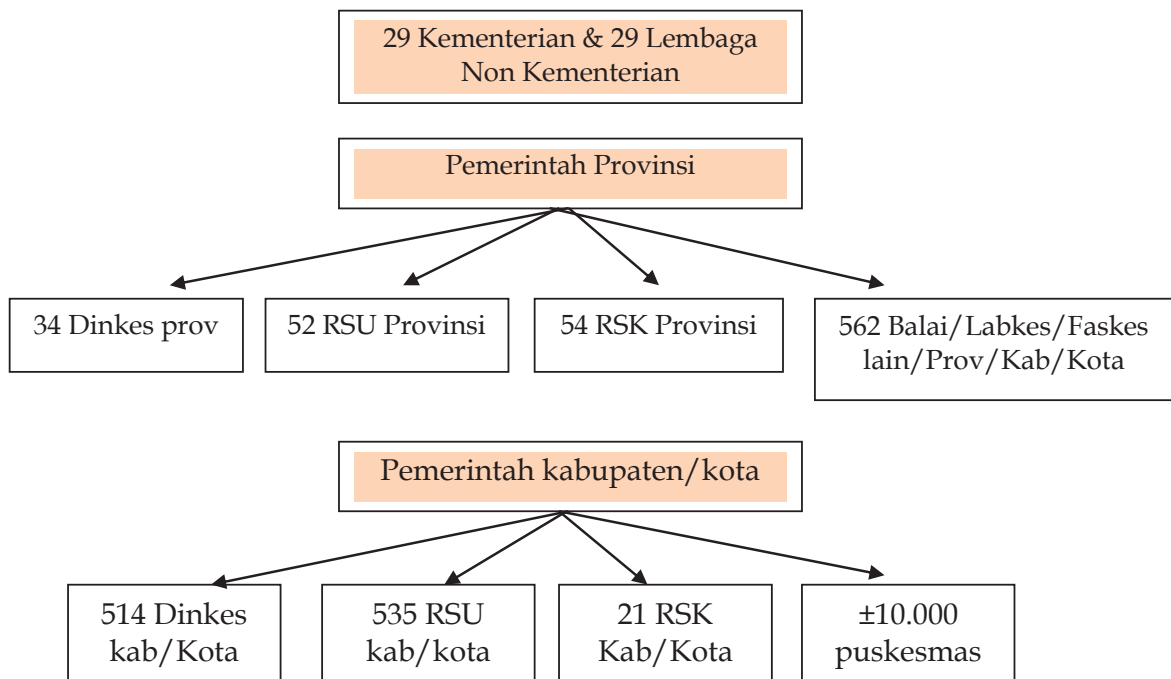 29 Kementerian & 29 Lembaga
Non Kementerian
Pemerintah Provinsi
34 Dinkes prov
52 RSU Provinsi
54 RSK Provinsi
562 Balai/Labkes/Faskes
lain/Prov/Kab/Kota
Pemerintah kabupaten/kota
514 Dinkes
kab/Kota
535 RSU
kab/kota
21 RSK
Kab/Kota
±10.000
puskesmas